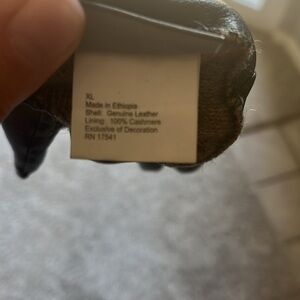 XL
Made in Ethiopia
Shell: Genuine Leather
Lining: 100% Cashmere
Exclusive of Decoration
RN 17541